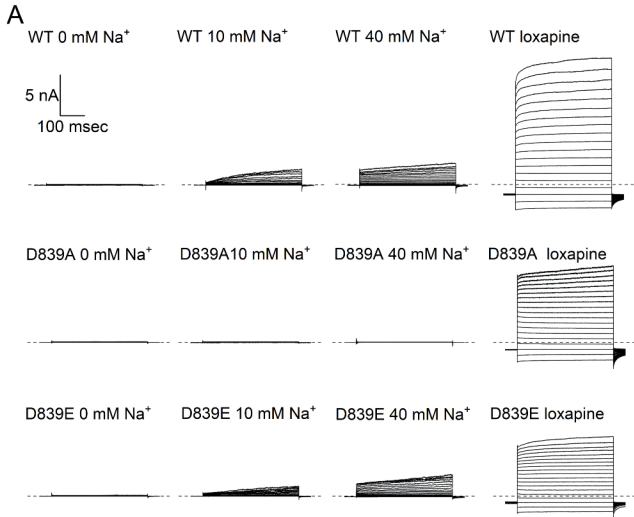 A
WT 0 mM Na⁺ WT 10 mM Na⁺ WT 40 mM Na⁺ WT loxapine
5 nA
100 msec
D839A 0 mM Na⁺ D839A10 mM Na⁺ D839A 40 mM Na⁺ D839A loxapine
D839E 0 mM Na⁺ D839E 10 mM Na⁺ D839E 40 mM Na⁺ D839E loxapine